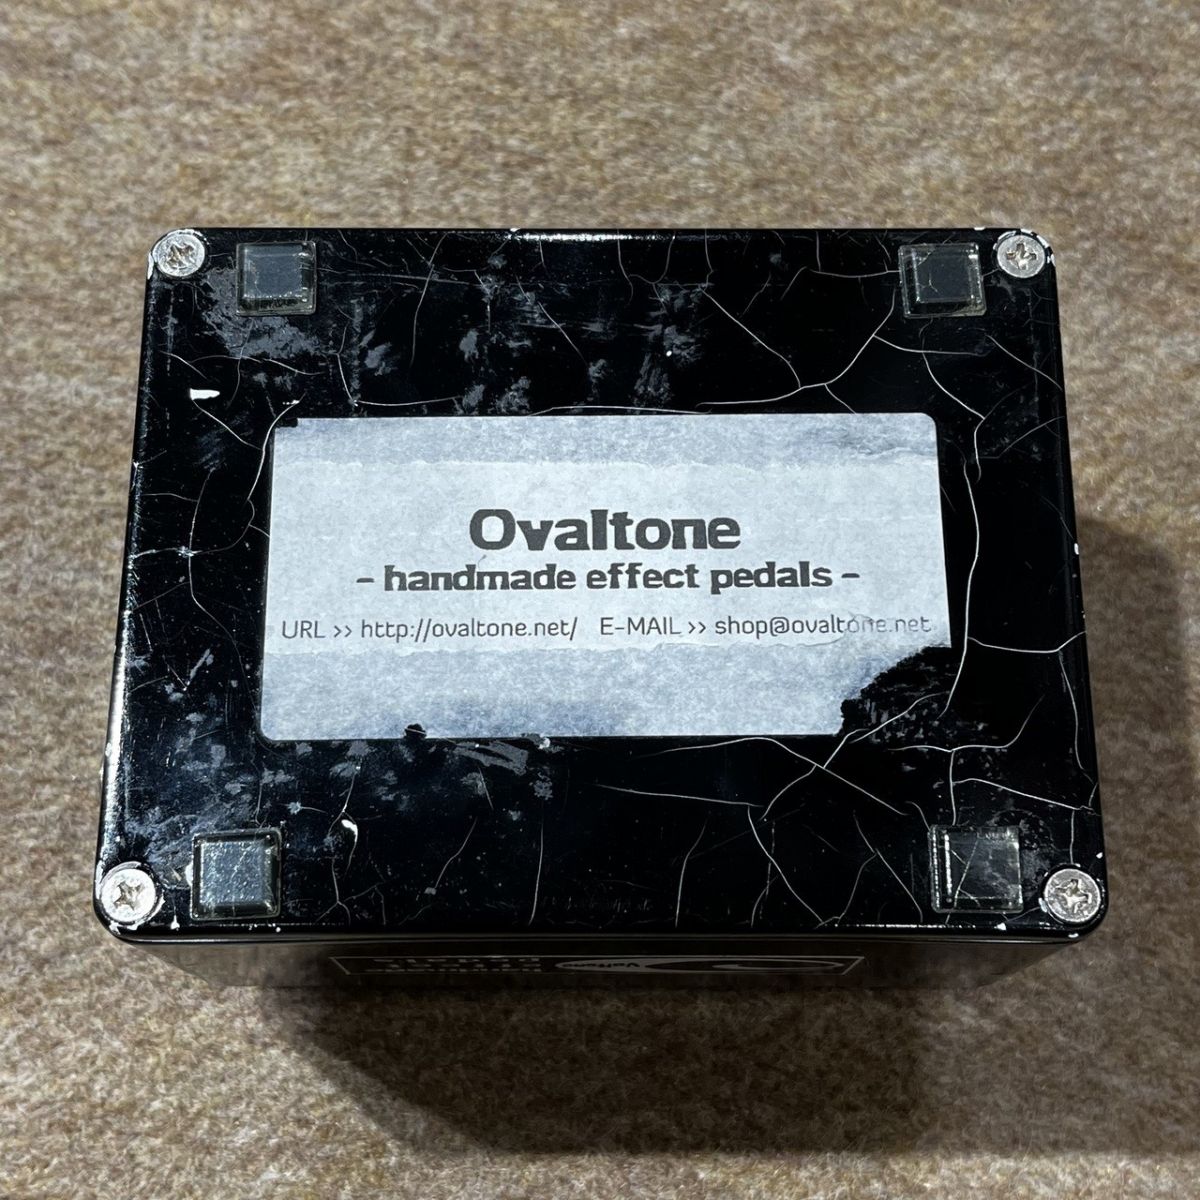 Ovaltone
- handmade effect pedals -
URL >> http://ovaltone.net/ E-MAIL >> shop@ovaltone.net